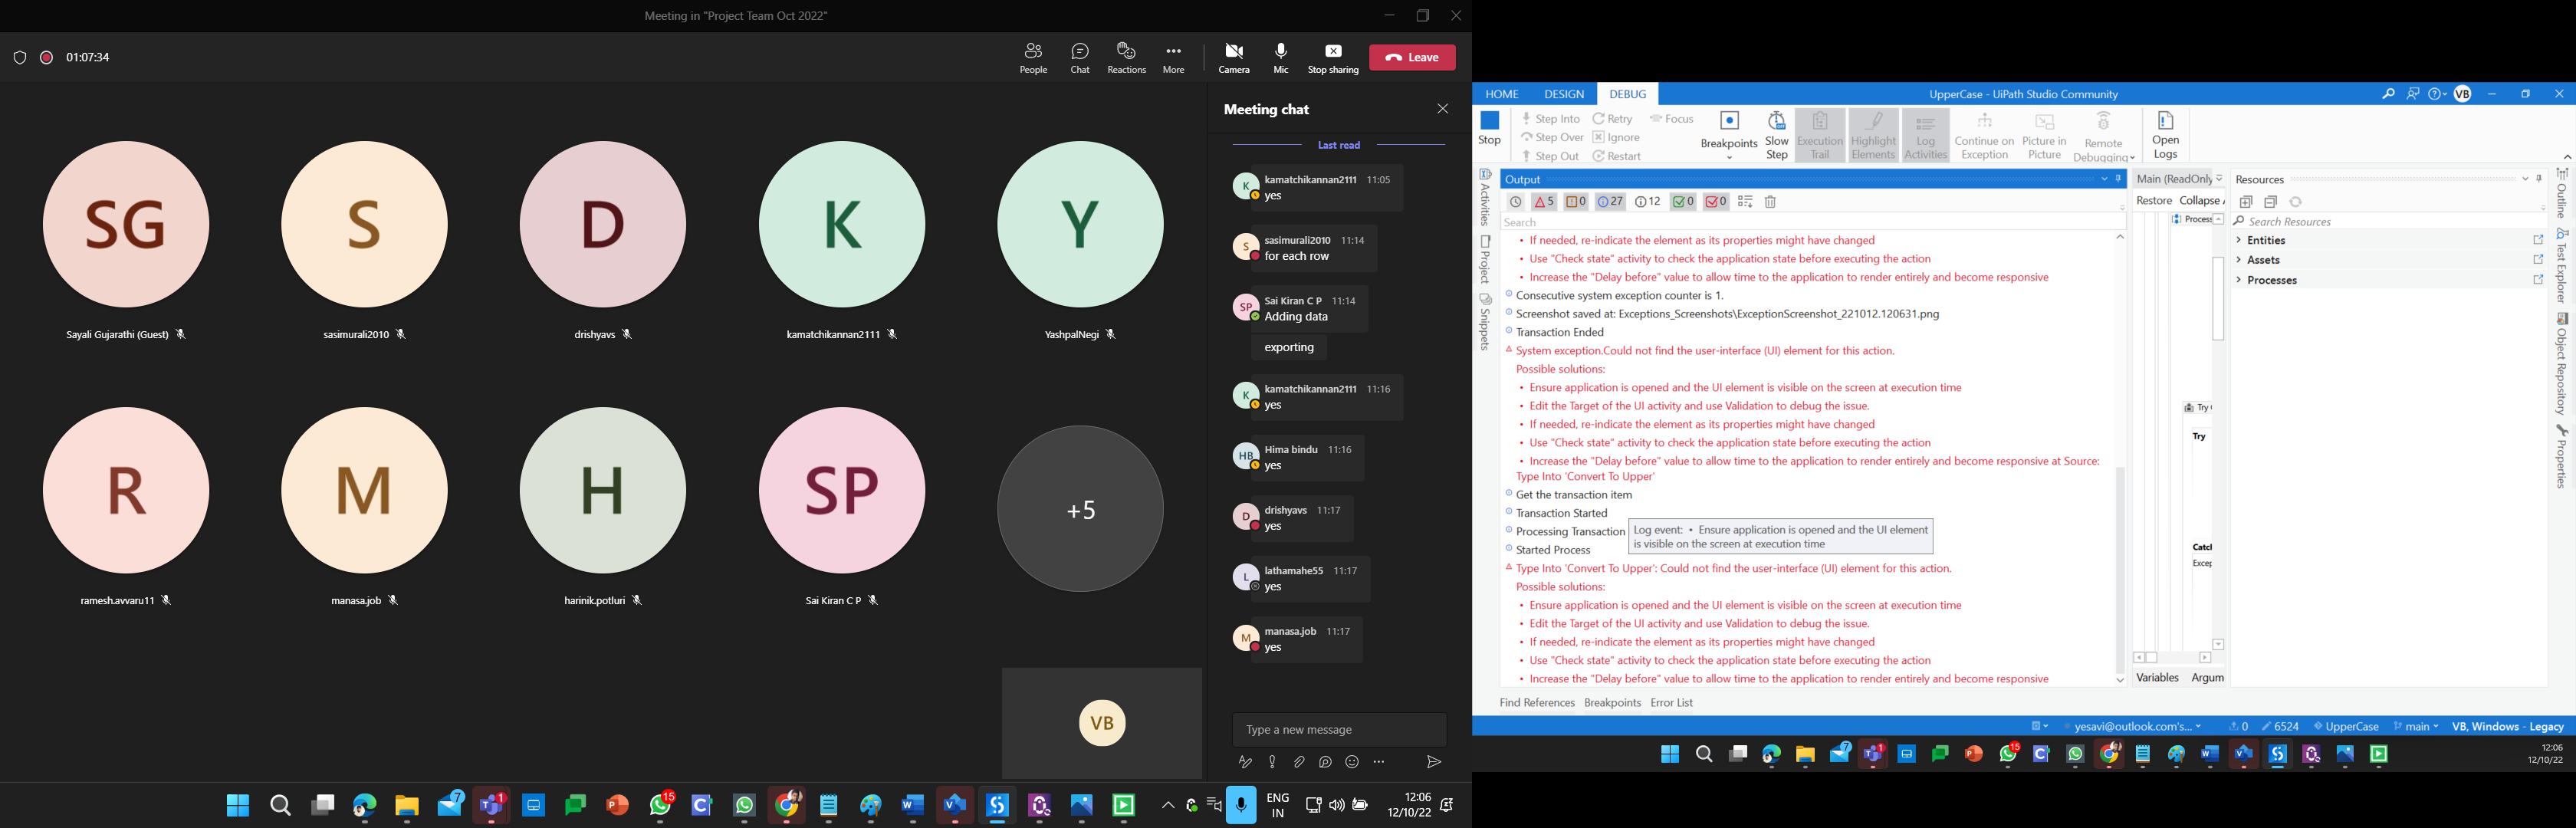 Meeting in "Project Team Oct 2022"
01:07:34
People
Chat
Reactions
More
Camera
Mic
Stop sharing
Leave
SG
Sayali Gujarathi (Guest)
S
sasimurali2010
D
drishyavs
K
kamatchikannan2111
Y
YashpalNegi
R
ramesh.avvaru11
M
manasa.job
H
harinik.potluri
SP
Sai Kiran C P
+5
VB
Meeting chat
Last read
K
kamatchikannan2111 11:05
yes
S
sasimurali2010 11:14
for each row
SP
Sai Kiran C P 11:14
Adding data
exporting
K
kamatchikannan2111 11:16
yes
HB
Hima bindu 11:16
yes
D
drishyavs 11:17
yes
L
lathamahe55 11:17
yes
M
manasa.job 11:17
yes
Type a new message
7
1
15
ENG
IN
12:06
12/10/22
HOME DESIGN DEBUG
UpperCase - UiPath Studio Community
VB
Stop
Step Into
Step Over
Step Out
Retry
Ignore
Restart
Focus
Breakpoints
Slow
Step
Execution
Trail
Highlight
Elements
Log
Activities
Continue on
Exception
Picture in
Picture
Remote
Debugging
Open
Logs
Activities
Project
Snippets
Output
5 0 27 12 0 0
Search
• If needed, re-indicate the element as its properties might have changed
• Use "Check state" activity to check the application state before executing the action
• Increase the "Delay before" value to allow time to the application to render entirely and become responsive
Consecutive system exception counter is 1.
Screenshot saved at: Exceptions_Screenshots\ExceptionScreenshot_221012.120631.png
Transaction Ended
System exception.Could not find the user-interface (UI) element for this action.
Possible solutions:
• Ensure application is opened and the UI element is visible on the screen at execution time
• Edit the Target of the UI activity and use Validation to debug the issue.
• If needed, re-indicate the element as its properties might have changed
• Use "Check state" activity to check the application state before executing the action
• Increase the "Delay before" value to allow time to the application to render entirely and become responsive at Source:
Type Into 'Convert To Upper'
Get the transaction item
Transaction Started
Processing Transaction
Log event: • Ensure application is opened and the UI element
is visible on the screen at execution time
Started Process
Type Into 'Convert To Upper': Could not find the user-interface (UI) element for this action.
Possible solutions:
• Ensure application is opened and the UI element is visible on the screen at execution time
• Edit the Target of the UI activity and use Validation to debug the issue.
• If needed, re-indicate the element as its properties might have changed
• Use "Check state" activity to check the application state before executing the action
• Increase the "Delay before" value to allow time to the application to render entirely and become responsive
Find References Breakpoints Error List
Main (ReadOnly
Restore Collapse
Process
Try
Try
Catcl
Excep
Variables Argum
Resources
Search Resources
Entities
Assets
Processes
Outline
Test Explorer
Object Repository
Properties
yesavi@outlook.com's...
0
6524
UpperCase
main
VB, Windows - Legacy
7
1
15
12:06
12/10/22